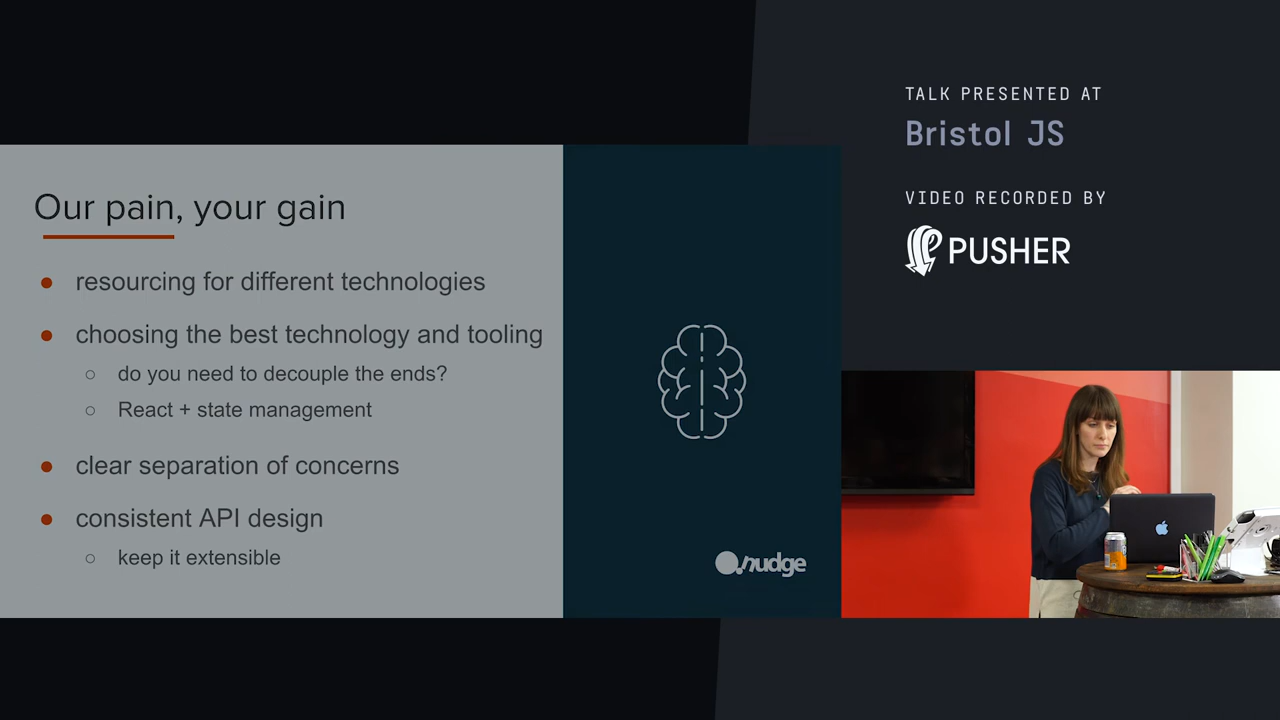 Our pain, your gain
● resourcing for different technologies
● choosing the best technology and tooling
○ do you need to decouple the ends?
○ React + state management
● clear separation of concerns
● consistent API design
○ keep it extensible
nudge
TALK PRESENTED AT
Bristol JS
VIDEO RECORDED BY
PUSHER